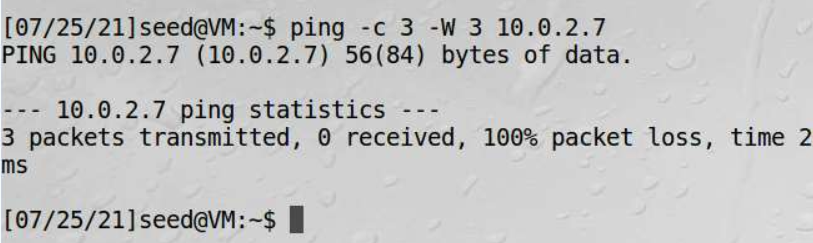 [07/25/21]seed@VM:~$ ping -c 3 -W 3 10.0.2.7
PING 10.0.2.7 (10.0.2.7) 56(84) bytes of data.
--- 10.0.2.7 ping statistics ---
3 packets transmitted, 0 received, 100% packet loss, time 2
ms
[07/25/21]seed@VM:~$